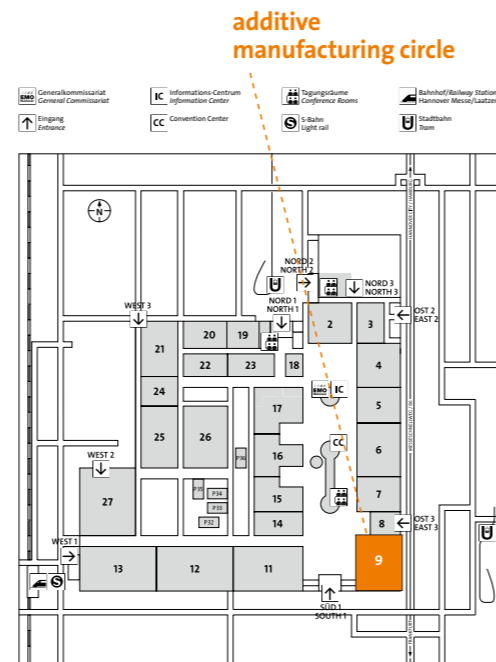 additive
manufacturing circle
EMO
Generalkommissariat
General Commissariat
IC
Informations-Centrum
Information Center
Tagungsräume
Conference Rooms
Bahnhof/Railway Station
Hannover Messe/Laatzen
Eingang
Entrance
CC
Convention Center
S
S-Bahn
Light rail
U
Stadtbahn
Tram
N
NORD 2
NORTH 2
U
NORD 3
NORTH 3
WEST 3
NORD 1
NORTH 1
OST 2
EAST 2
20
19
2
3
21
22
23
18
4
24
EMO
IC
17
5
25
26
CC
16
6
P36
WEST 2
27
P35
P34
15
7
P33
P32
14
8
OST 3
EAST 3
U
WEST 1
13
12
11
9
S
SÜD 1
SOUTH 1